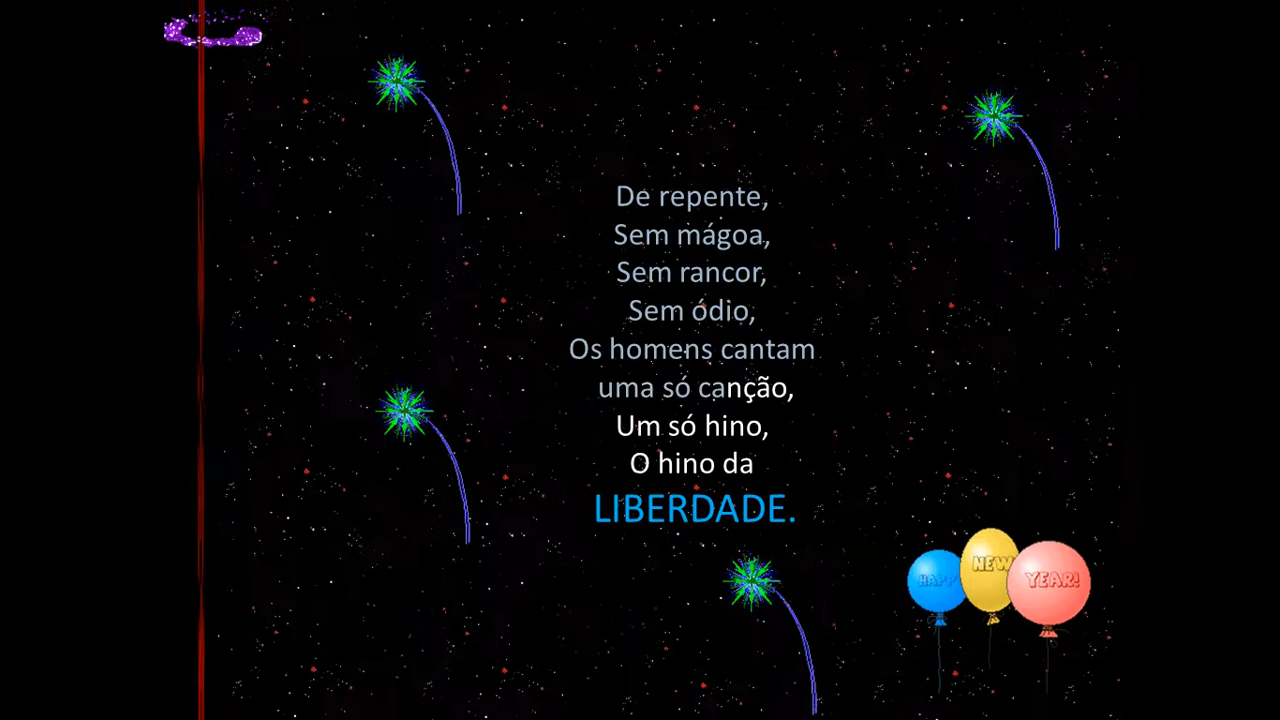 De repente,
Sem mágoa,
Sem rancor,
Sem ódio,
Os homens cantam
uma só canção,
Um só hino,
O hino da
LIBERDADE.
HAPPY
NEW
YEAR!